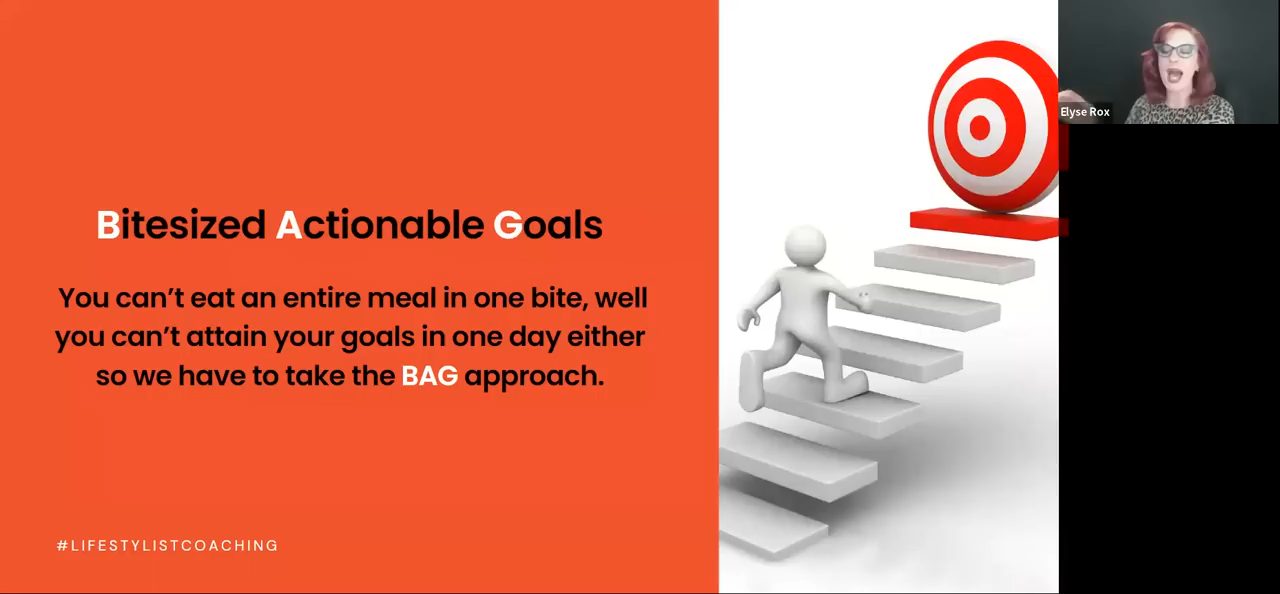 Bitesized Actionable Goals
You can’t eat an entire meal in one bite, well
you can’t attain your goals in one day either
so we have to take the BAG approach.
#LIFESTYLISTCOACHING
Elyse Rox